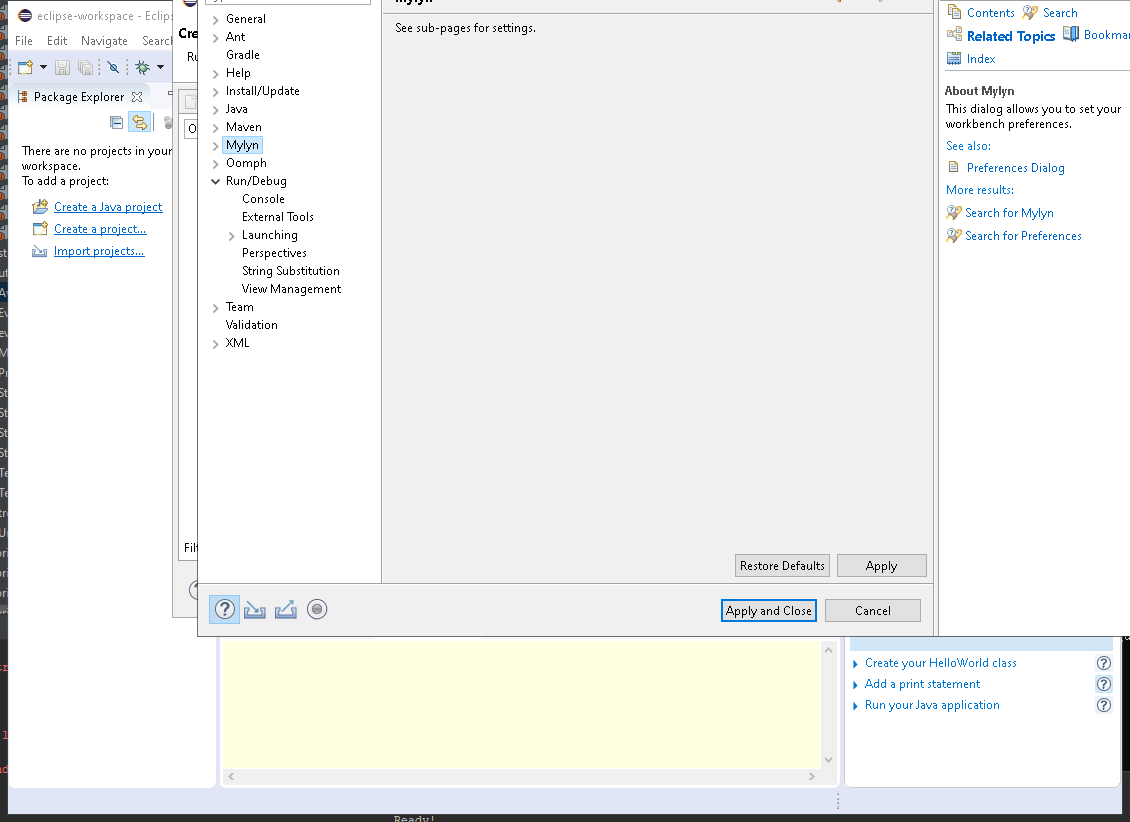 eclipse-workspace - Eclips
File Edit Navigate Search
Package Explorer
There are no projects in your
workspace.
To add a project:
Create a Java project
Create a project...
Import projects...
Cre
Ru
O
Filt
General
Ant
Gradle
Help
Install/Update
Java
Maven
Mylyn
Oomph
Run/Debug
Console
External Tools
Launching
Perspectives
String Substitution
View Management
Team
Validation
XML
Mylyn
See sub-pages for settings.
Restore Defaults Apply
Apply and Close Cancel
Contents Search
Related Topics Bookmar
Index
About Mylyn
This dialog allows you to set your
workbench preferences.
See also:
Preferences Dialog
More results:
Search for Mylyn
Search for Preferences
Create your HelloWorld class
Add a print statement
Run your Java application
Ready!